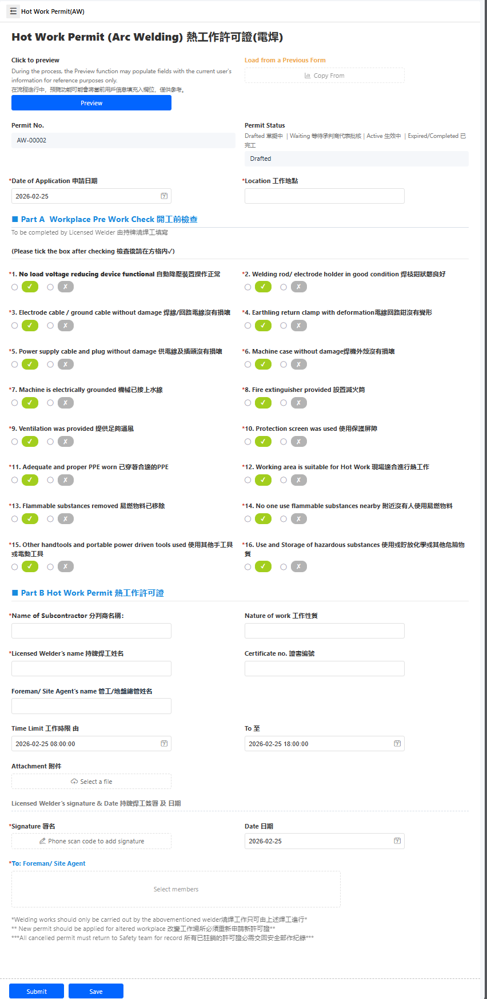 Hot Work Permit(AW)
Hot Work Permit (Arc Welding) 熱工作許可證(電焊)
Click to preview
During the process, the Preview function may populate fields with the current user's
information for reference purposes only.
在流程進行中，預覽功能可能會將當前用戶信息填充入欄位，僅供參考。
Preview
Load from a Previous Form
Copy From
Permit No.
AW-00002
Permit Status
Drafted 草擬中 | Waiting 等待承判商代表批核 | Active 生效中 | Expired/Completed 已
完工
Drafted
*Date of Application 申請日期
2026-02-25
*Location 工作地點
■ Part A Workplace Pre Work Check 開工前檢查
To be completed by Licensed Welder 由持牌燒焊工填寫
(Please tick the box after checking 檢查後請在方格內✓)
*1. No load voltage reducing device functional 自動降壓裝置操作正常
✓ ✗
*2. Welding rod/ electrode holder in good condition 焊枝鉗狀態良好
✓ ✗
*3. Electrode cable / ground cable without damage 焊線/回路電線沒有損壞
✓ ✗
*4. Earthling return clamp with deformation電線回路鉗沒有變形
✓ ✗
*5. Power supply cable and plug without damage 供電線及插頭沒有損壞
✓ ✗
*6. Machine case without damage焊機外殼沒有損壞
✓ ✗
*7. Machine is electrically grounded 機械已接上水線
✓ ✗
*8. Fire extinguisher provided 設置滅火筒
✓ ✗
*9. Ventilation was provided 提供足夠通風
✓ ✗
*10. Protection screen was used 使用保護屏障
✓ ✗
*11. Adequate and proper PPE worn 已穿著合適的PPE
✓ ✗
*12. Working area is suitable for Hot Work 現場適合進行熱工作
✓ ✗
*13. Flammable substances removed 易燃物料已移除
✓ ✗
*14. No one use flammable substances nearby 附近沒有人使用易燃物料
✓ ✗
*15. Other handtools and portable power driven tools used 使用其他手工具
或電動工具
✓ ✗
*16. Use and Storage of hazardous substances 使用或貯放化學或其他危險物
質
✓ ✗
■ Part B Hot Work Permit 熱工作許可證
*Name of Subcontractor 分判商名稱:
Nature of work 工作性質
*Licensed Welder's name 持牌焊工姓名
Certificate no. 證書編號
Foreman/ Site Agent's name 管工/地盤總管姓名
Time Limit 工作時限 由
2026-02-25 08:00:00
To 至
2026-02-25 18:00:00
Attachment 附件
Select a file
Licensed Welder's signature & Date 持牌焊工簽署 及 日期
*Signature 署名
Phone scan code to add signature
Date 日期
2026-02-25
*To: Foreman/ Site Agent
Select members
*Welding works should only be carried out by the abovementioned welder燒焊工作只可由上述焊工進行*
** New permit should be applied for altered workplace 改變工作場所必須重新申請新許可證**
***All cancelled permit must return to Safety team for record 所有已註銷的許可證必需交回安全部作紀錄***
Submit
Save